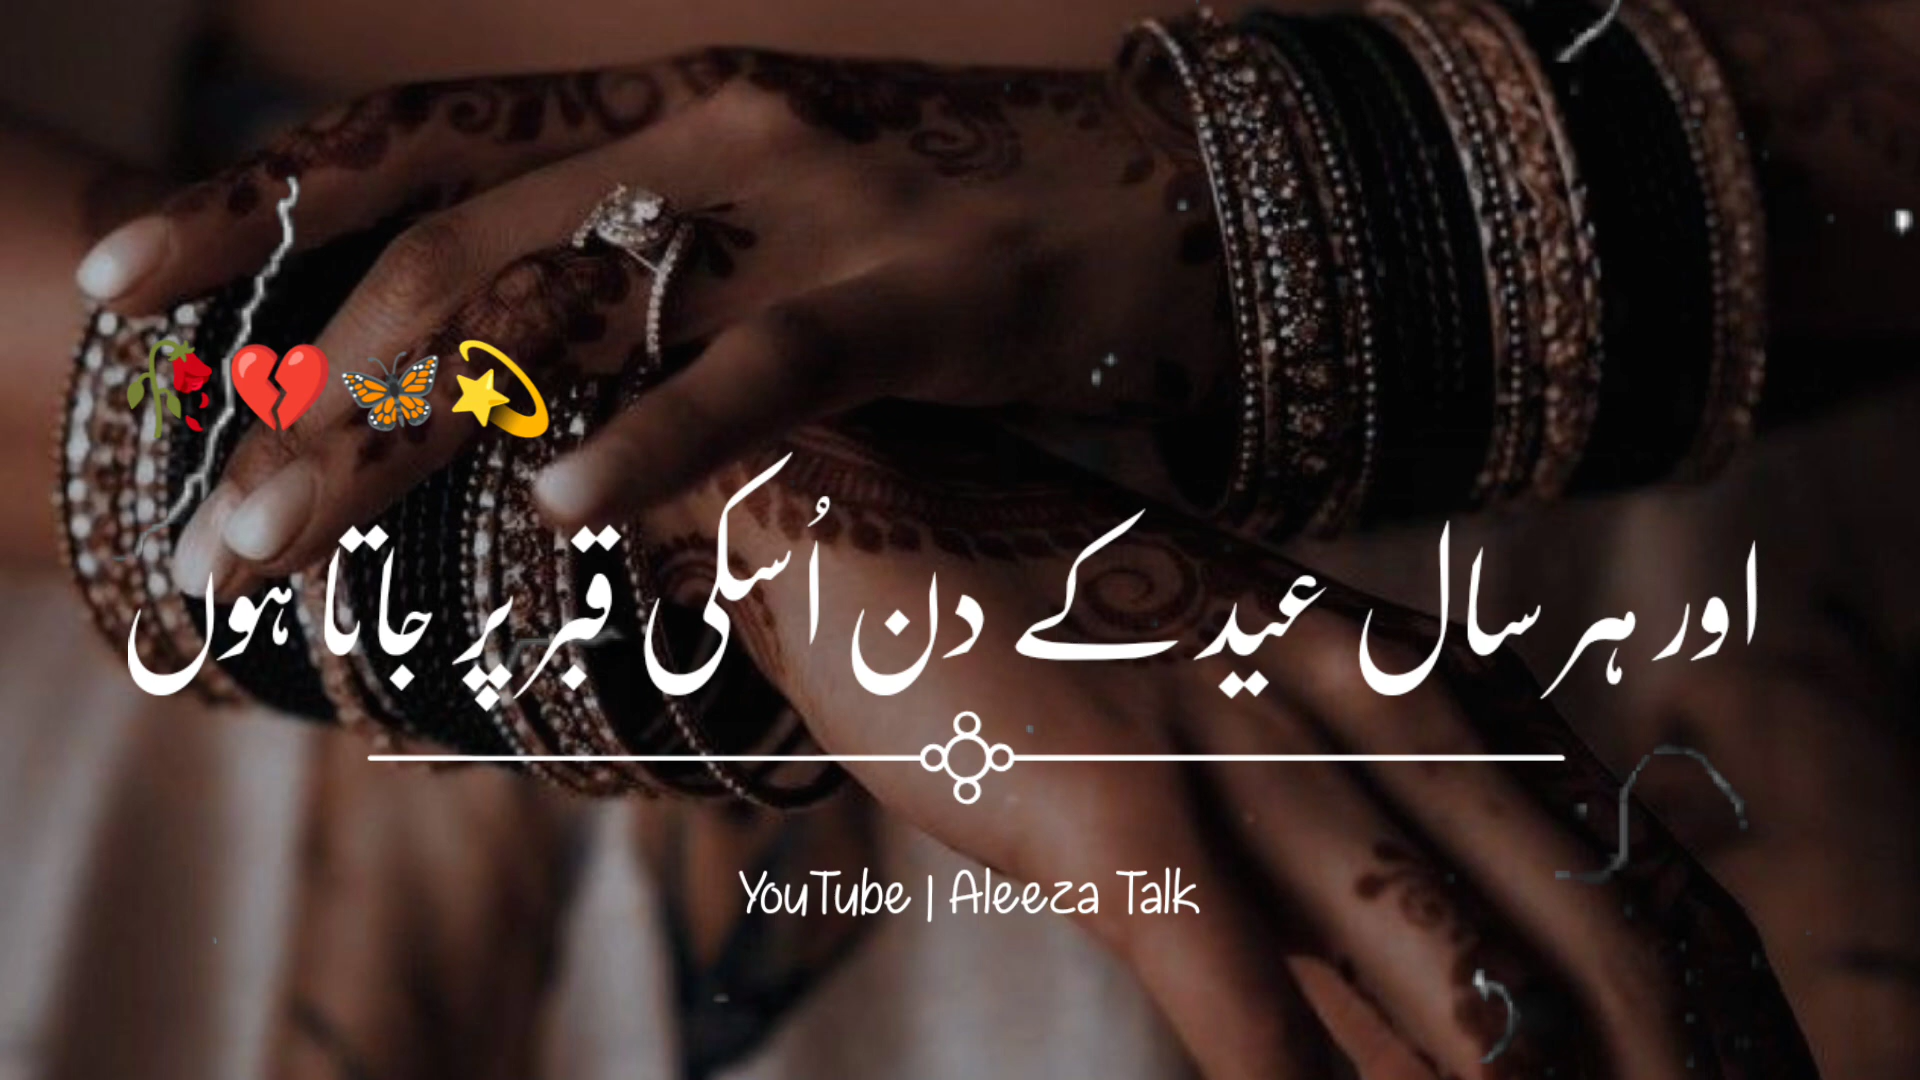 🥀💔🦋💫
اور ہر سال عید کے دن اُسکی قبر پر جاتا ہوں
YouTube | Aleeza Talk